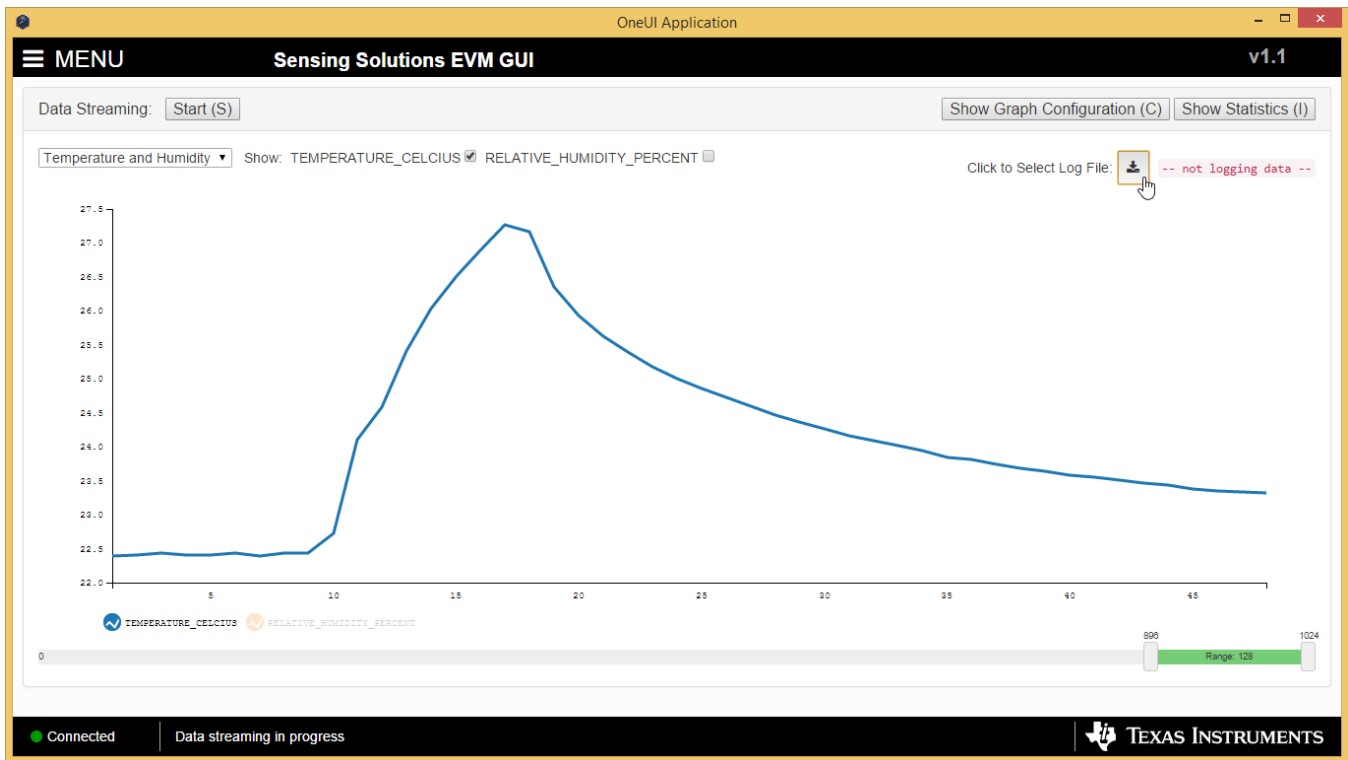 OneUI Application
MENU
Sensing Solutions EVM GUI
v1.1
Data Streaming: Start (S)
Show Graph Configuration (C) Show Statistics (I)
Temperature and Humidity Show: TEMPERATURE_CELCIUS RELATIVE_HUMIDITY_PERCENT
Click to Select Log File: -- not logging data --
27.5
27.0
26.5
26.0
25.5
25.0
24.5
24.0
23.5
23.0
22.5
22.0
5 10 15 20 25 30 35 40 45
TEMPERATURE_CELCIUS RELATIVE_HUMIDITY_PERCENT
896 1024
0 Range: 128
Connected Data streaming in progress
TEXAS INSTRUMENTS